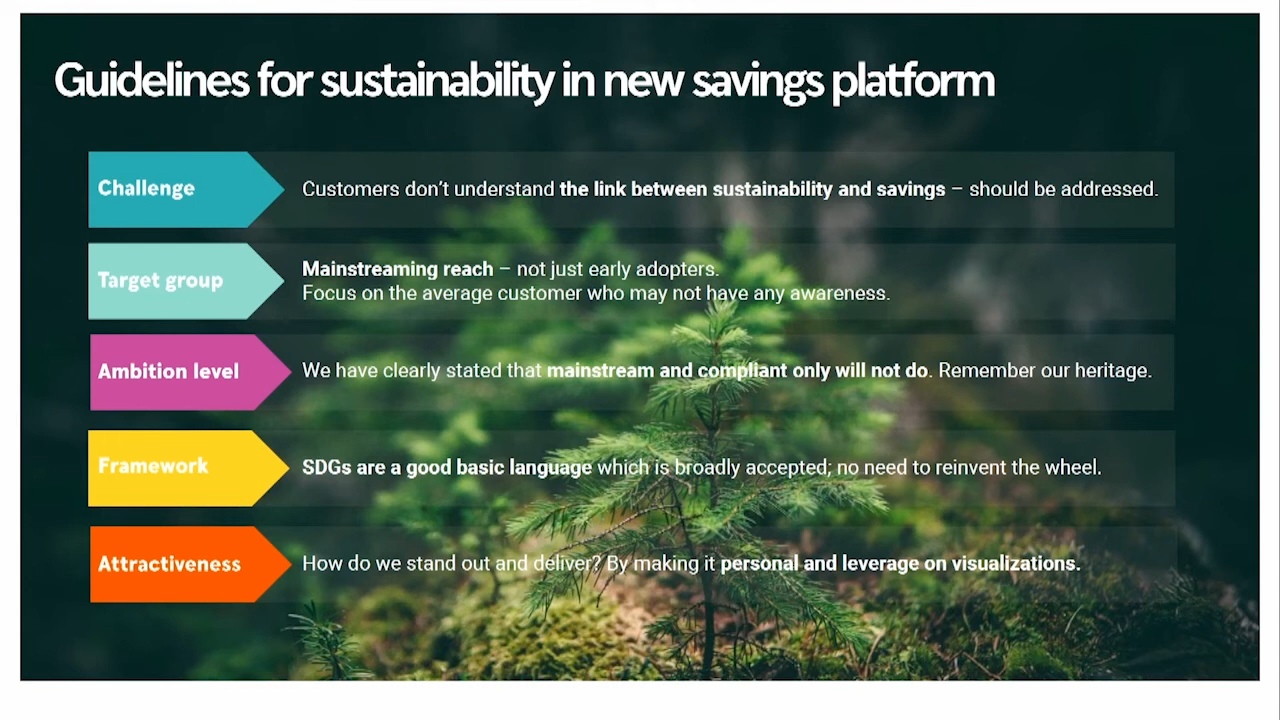 Guidelines for sustainability in new savings platform
Challenge
Customers don’t understand the link between sustainability and savings – should be addressed.
Target group
Mainstreaming reach – not just early adopters.
Focus on the average customer who may not have any awareness.
Ambition level
We have clearly stated that mainstream and compliant only will not do. Remember our heritage.
Framework
SDGs are a good basic language which is broadly accepted; no need to reinvent the wheel.
Attractiveness
How do we stand out and deliver? By making it personal and leverage on visualizations.